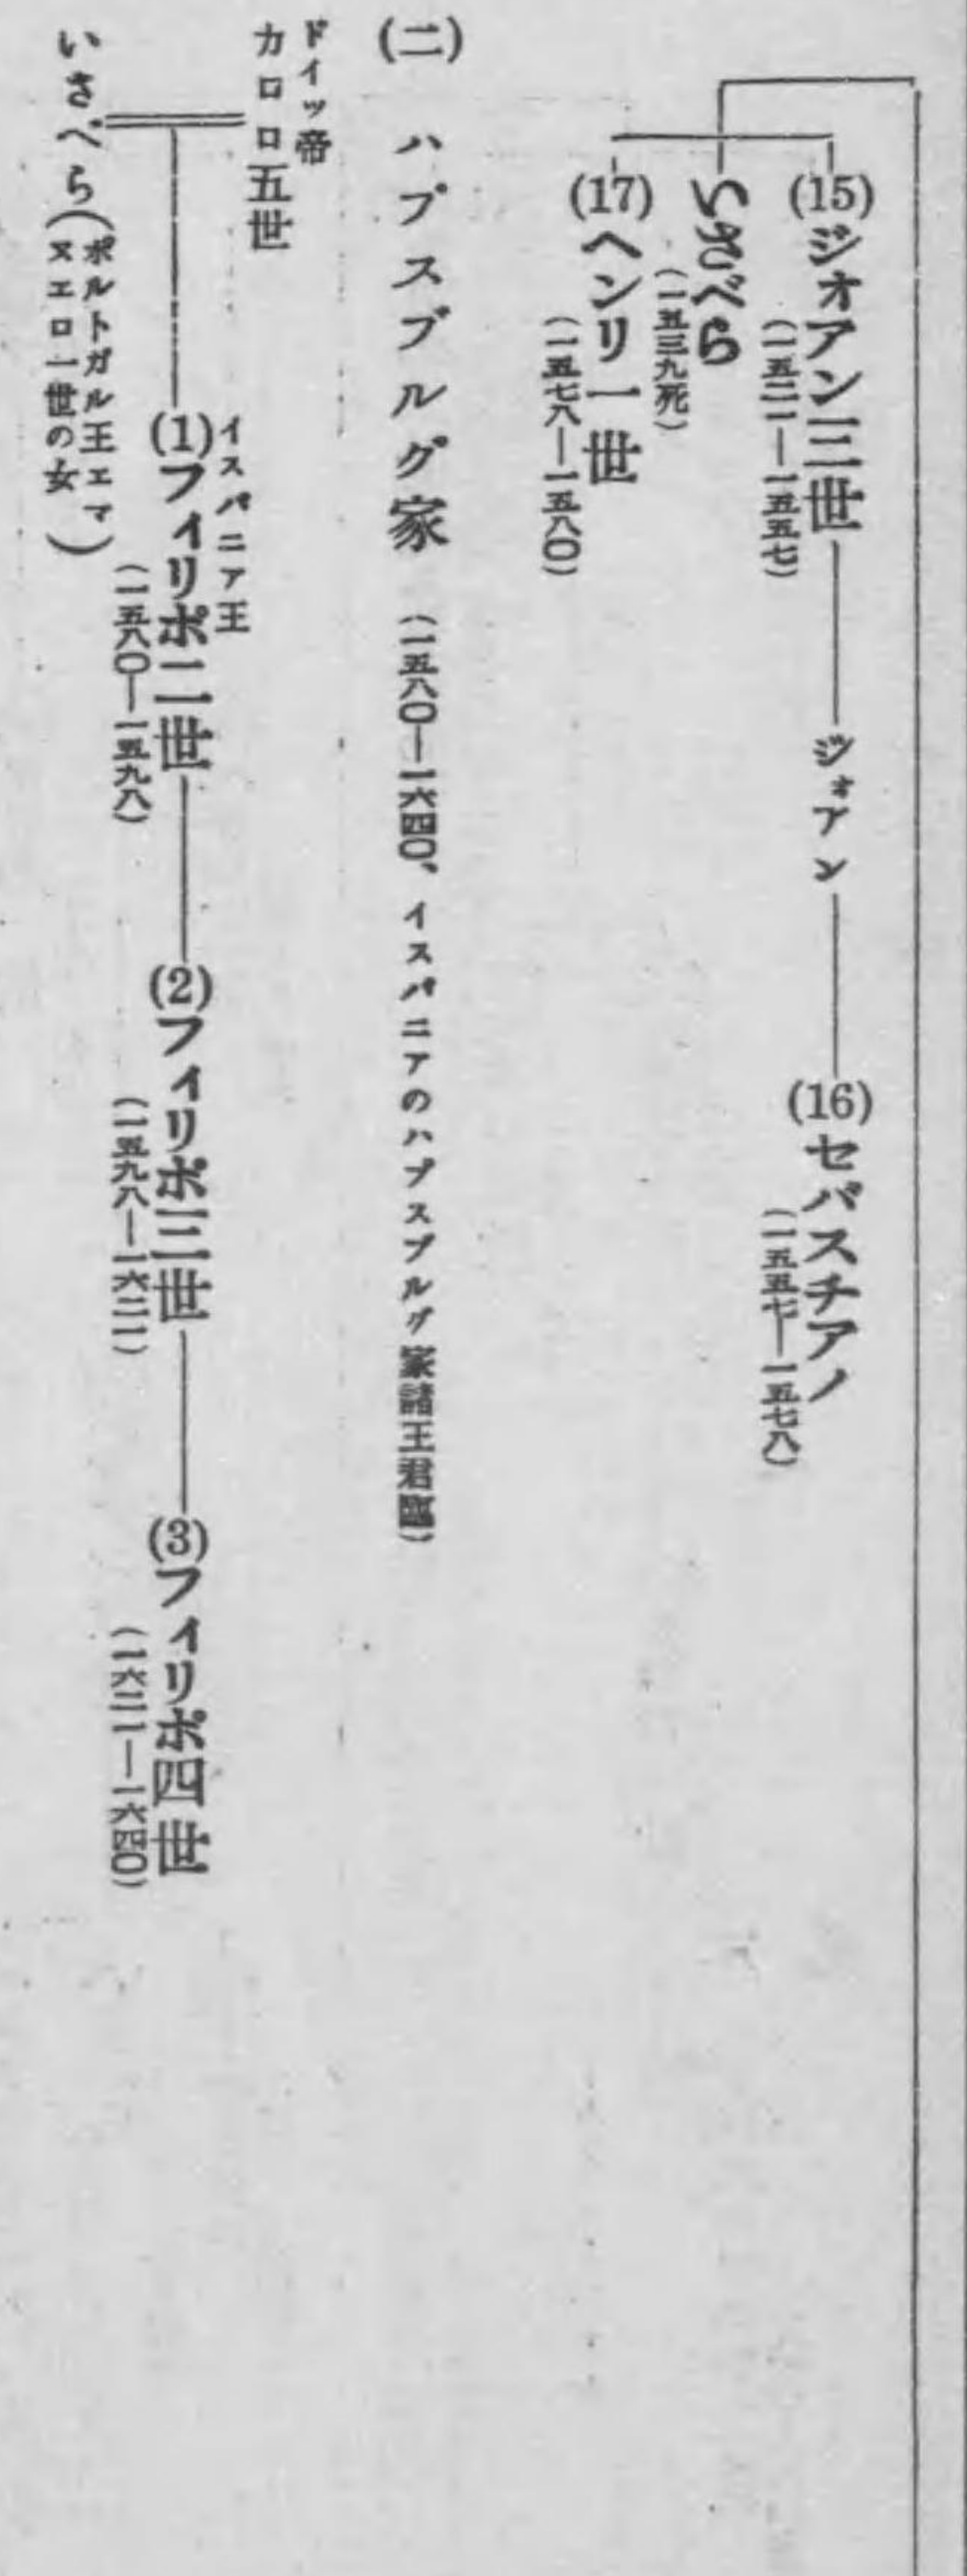 (15)ジオアン三世
(一五二一—一五五七)
ジオアン
(16)セバスチアノ
(一五五七—一五七八)
いさべら
(一五三九死)
(17)ヘンリ一世
(一五七八—一五八〇)
(二) ハプスブルグ家 (一五八〇—一六四〇、イスパニアのハプスブルグ家諸王君臨)
ドイツ帝
カロロ五世
いさべら(ポルトガル王エマヌエロ一世の女)
イスパニア王
(1)フィリポ二世
(一五八〇—一五九八)
(2)フィリポ三世
(一五九八—一六二一)
(3)フィリポ四世
(一六二一—一六四〇)